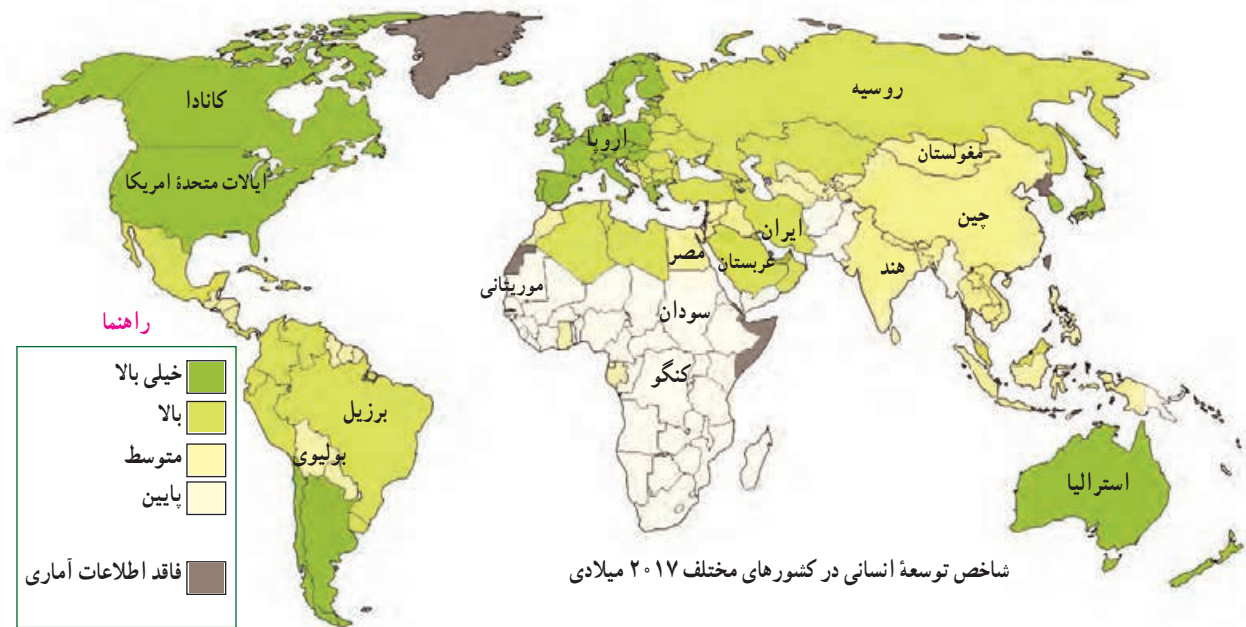 کانادا
ایالات متحدهٔ امریکا
روسیه
اروپا
مغولستان
چین
ایران
هند
مصر
عربستان
موریتانی
سودان
کنگو
برزیل
بولیوی
استرالیا
راهنما
خیلی بالا
بالا
متوسط
پایین
فاقد اطلاعات آماری
شاخص توسعهٔ انسانی در کشورهای مختلف ۲۰۱۷ میلادی